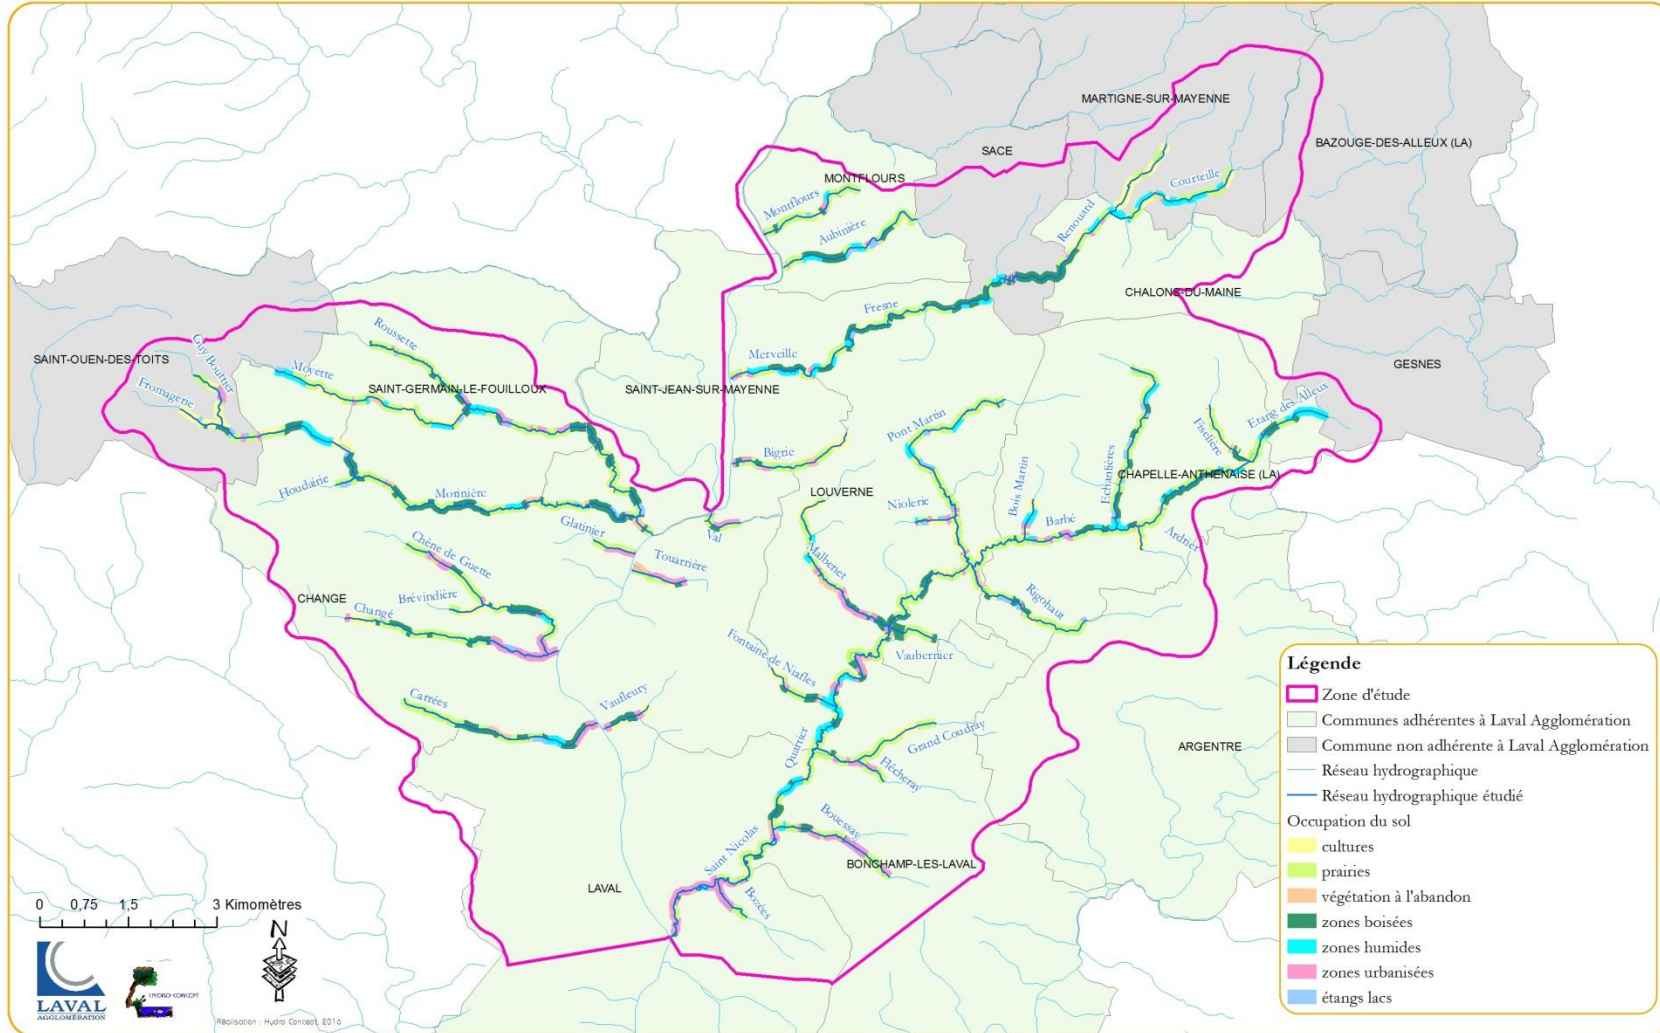 MARTIGNE-SUR-MAYENNE
BAZOUGE-DES-ALLEUX (LA)
SACE
MONTFLOURS
Montflours
Courteille
Aubinière
Renouard
CHALONS-DU-MAINE
Fresne
Roussette
SAINT-OUEN-DES-TOITS
Guy Boutrier
Moyette
Merveille
GESNES
SAINT-GERMAIN-LE-FOUILLOUX
SAINT-JEAN-SUR-MAYENNE
Fromagerie
Etang des Alleux
Pont Martin
Fiselière
Bigrie
Echanlières
CHAPELLE-ANTHENAISE (LA)
Houdairie
Morinière
LOUVERNE
Bois Martin
Niolerie
Barbé
Glatinier
Val
Ardrier
Chêne de Guette
Touarrière
Malbenet
CHANGE
Brévindière
Changé
Rigohaut
Vaubernier
Fontaine de Niafles
Carrées
Vaufleury
Quartier
Grand Coudray
Flécheray
ARGENTRE
Bouessay
Saint Nicolas
BONCHAMP-LES-LAVAL
LAVAL
Bozées
Légende
Zone d'étude
Communes adhérentes à Laval Agglomération
Commune non adhérente à Laval Agglomération
Réseau hydrographique
Réseau hydrographique étudié
Occupation du sol
cultures
prairies
végétation à l'abandon
zones boisées
zones humides
zones urbanisées
étangs lacs
0 0,75 1,5 3 Kimomètres
N
LAVAL
AGGLOMÉRATION
HYDRO CONCEPT
Réalisation : Hydro Concept, 2016